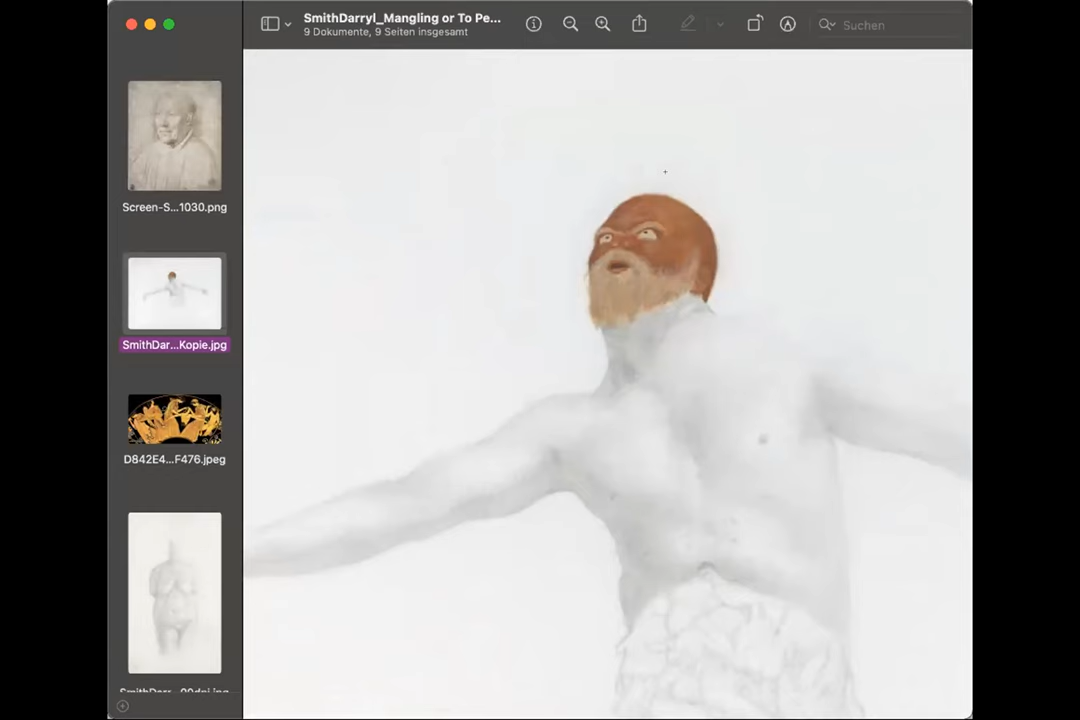 SmithDarryl_Mangling or To Pe...
9 Dokumente, 9 Seiten insgesamt
Suchen
Screen-S...1030.png
SmithDar...Kopie.jpg
D842E4...F476.jpeg